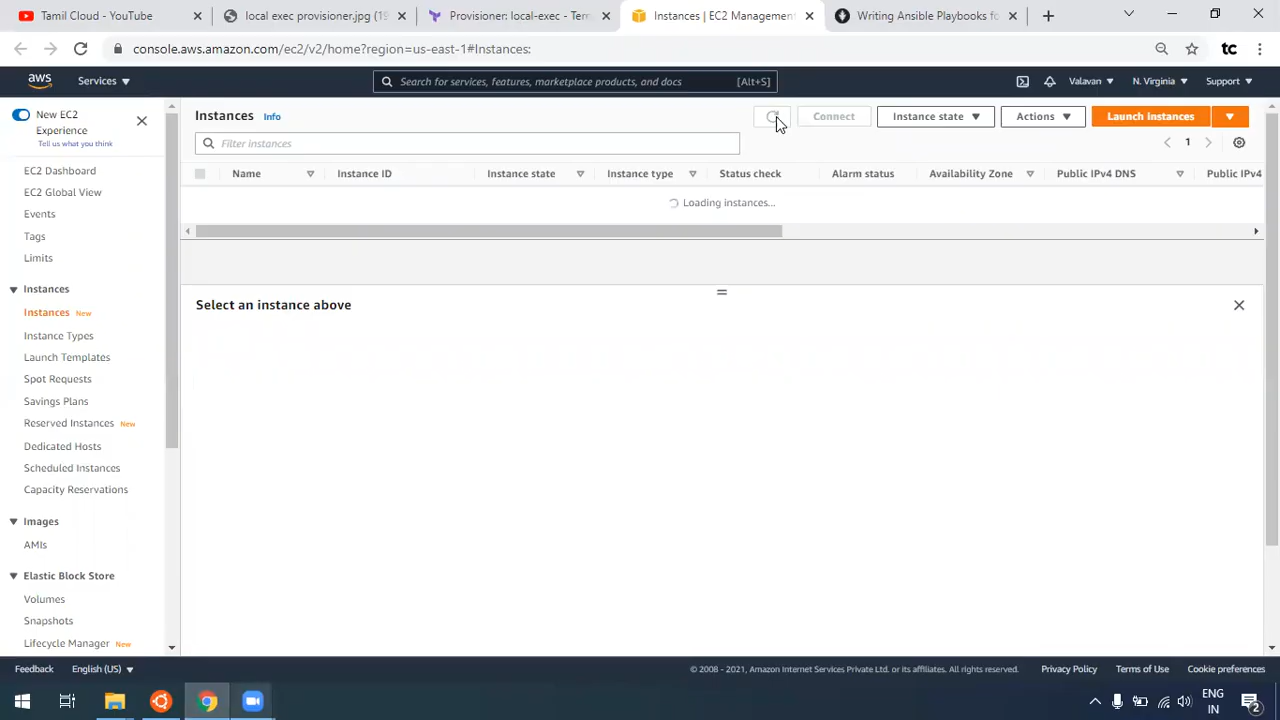 Tamil - YouTube
local exec provisioner.jpg (19
Provisioner: local-exec - Terra
Instances | EC2 Management
Writing Ansible Playbooks fo
console.aws.amazon.com/ec2/v2/home?region=us-east-1#Instances:
tc
aws
Services
Search for services, features, marketplace products, and docs
[Alt+S]
Valavan
N. Virginia
Support
New EC2
Experience
Tell us what you think
EC2 Dashboard
EC2 Global View
Events
Tags
Limits
Instances
Instances New
Instance Types
Launch Templates
Spot Requests
Savings Plans
Reserved Instances New
Dedicated Hosts
Scheduled Instances
Capacity Reservations
Images
AMIs
Elastic Block Store
Volumes
Snapshots
Lifecycle Manager New
Instances Info
Connect
Instance state
Actions
Launch instances
Filter instances
1
Name
Instance ID
Instance state
Instance type
Status check
Alarm status
Availability Zone
Public IPv4 DNS
Public IPv4
Loading instances...
Select an instance above
Feedback
English (US)
© 2008 - 2021, Amazon Internet Services Private Ltd. or its affiliates. All rights reserved.
Privacy Policy
Terms of Use
Cookie preferences
ENG
IN
2